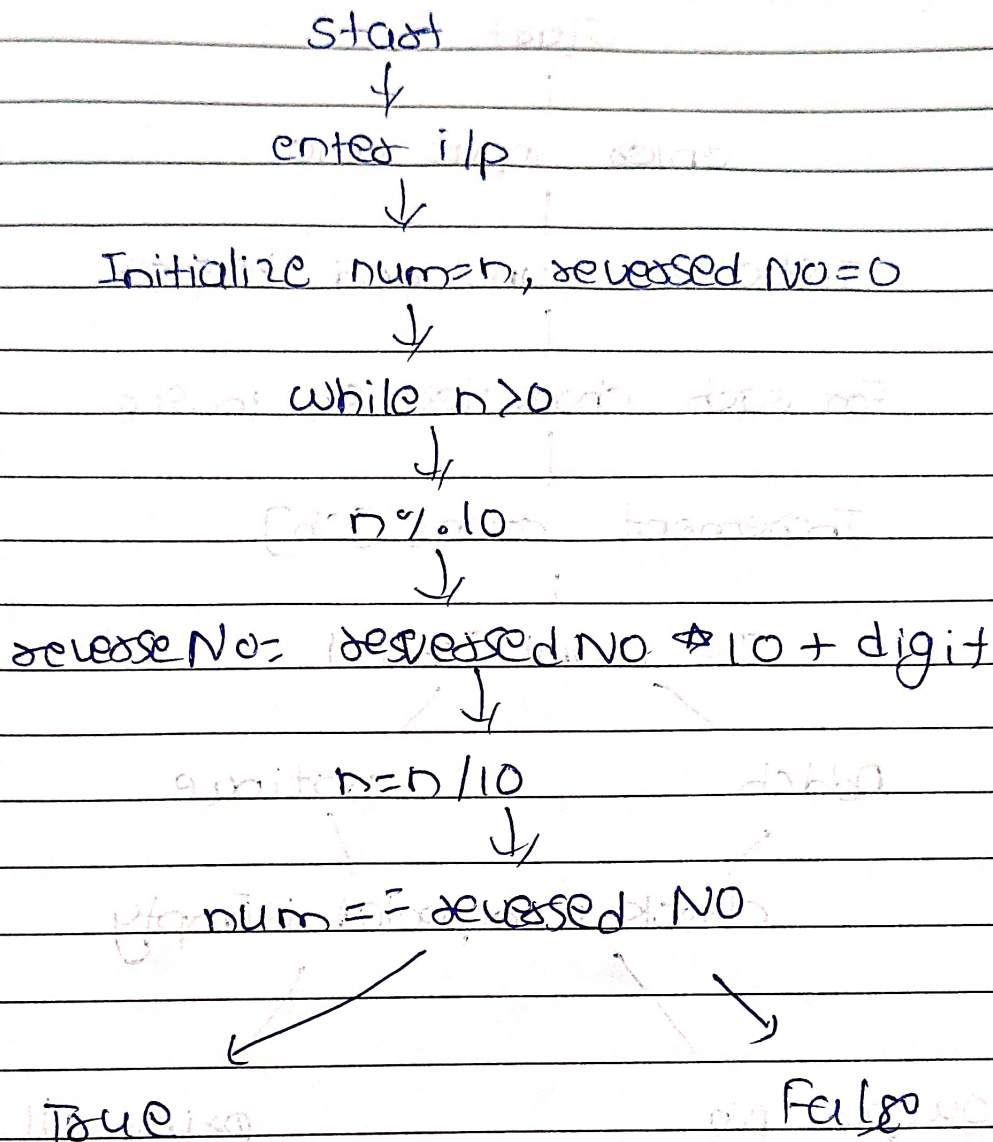 Start
enter i/p
Initialize num=n, reversed NO=0
while n>0
n%10
reverse No= reversed NO * 10 + digit
n=n/10
num == reversed NO
True False